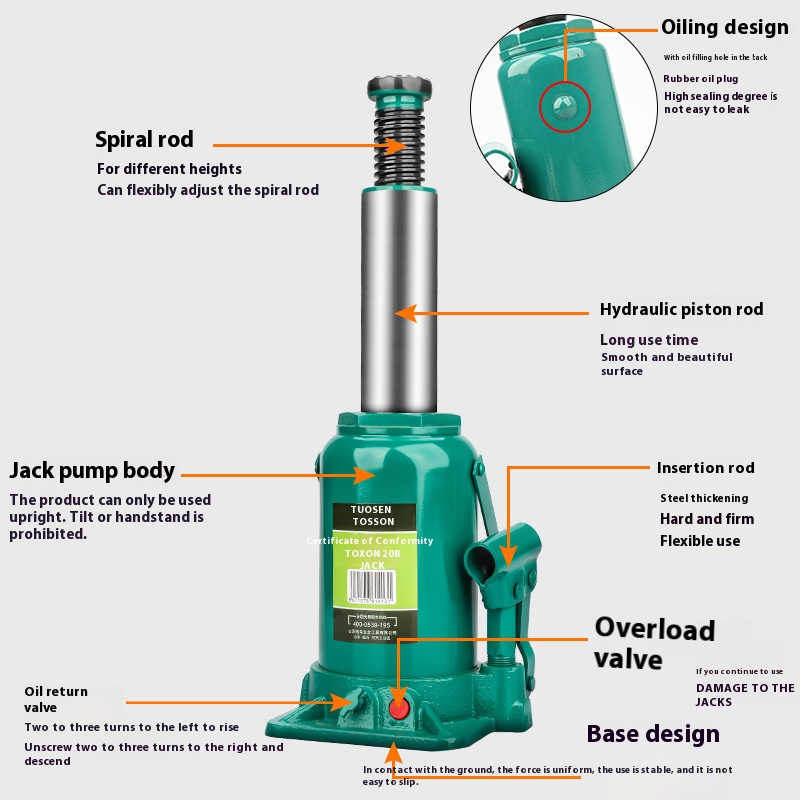 Oiling design
With oil filling hole in the back
Rubber oil plug
High sealing degree is
not easy to leak
Spiral rod
For different heights
Can flexibly adjust the spiral rod
Hydraulic piston rod
Long use time
Smooth and beautiful
surface
Jack pump body
The product can only be used
upright. Tilt or handstand is
prohibited.
Insertion rod
Steel thickening
Hard and firm
Flexible use
TUOSEN
TOSSON
Certificate of Conformity
TOXON 20B
JACK
400-0539-195
Overload
valve
If you continue to use
DAMAGE TO THE
JACKS
Oil return
valve
Two to three turns to the left to rise
Unscrew two to three turns to the right and
descend
Base design
In contact with the ground, the force is uniform, the use is stable, and it is not
easy to slip.